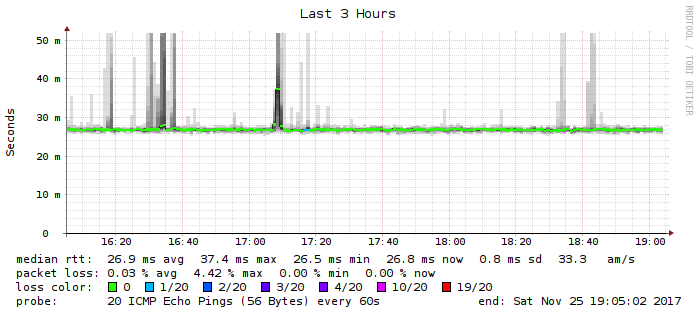 Last 3 Hours
RRDTOOL / TOBI OETIKER
Seconds
50 m
40 m
30 m
20 m
10 m
0
16:20 16:40 17:00 17:20 17:40 18:00 18:20 18:40 19:00
median rtt: 26.9 ms avg 37.4 ms max 26.5 ms min 26.8 ms now 0.8 ms sd 33.3 am/s
packet loss: 0.03 % avg 4.42 % max 0.00 % min 0.00 % now
loss color: 0 1/20 2/20 3/20 4/20 10/20 19/20
probe: 20 ICMP Echo Pings (56 Bytes) every 60s end: Sat Nov 25 19:05:02 2017